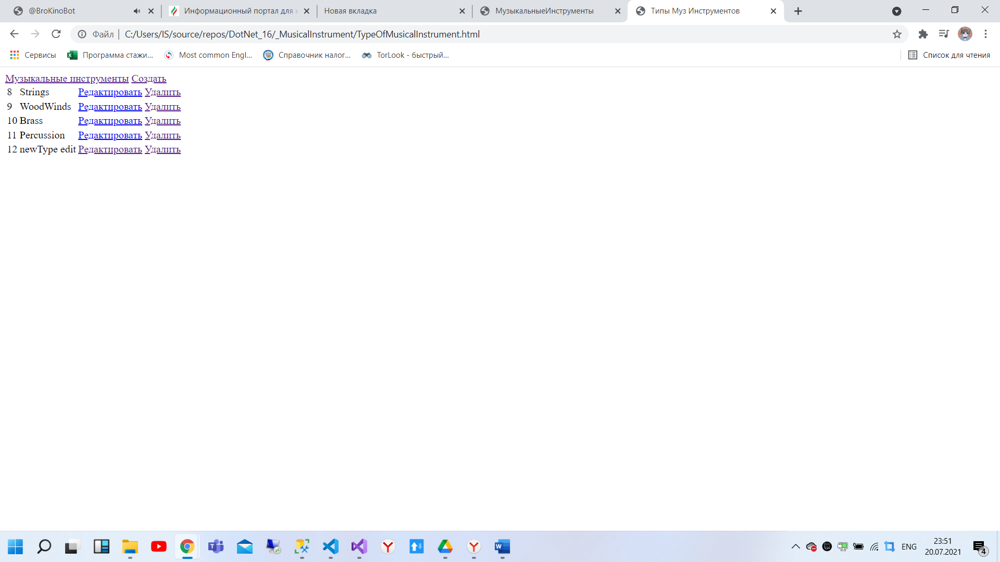 @BroKinoBot
Информационный портал для к
Новая вкладка
МузыкальныеИнструменты
Типы Муз Инструментов
Файл | C:/Users/IS/source/repos/DotNet_16/_MusicalInstrument/TypeOfMusicalInstrument.html
Сервисы
Программа стажи...
Most common Engl...
Справочник налог...
TorLook - быстрый...
Список для чтения
Музыкальные инструменты Создать
8 Strings Редактировать Удалить
9 WoodWinds Редактировать Удалить
10 Brass Редактировать Удалить
11 Percussion Редактировать Удалить
12 newType edit Редактировать Удалить
ENG
23:51
20.07.2021
4